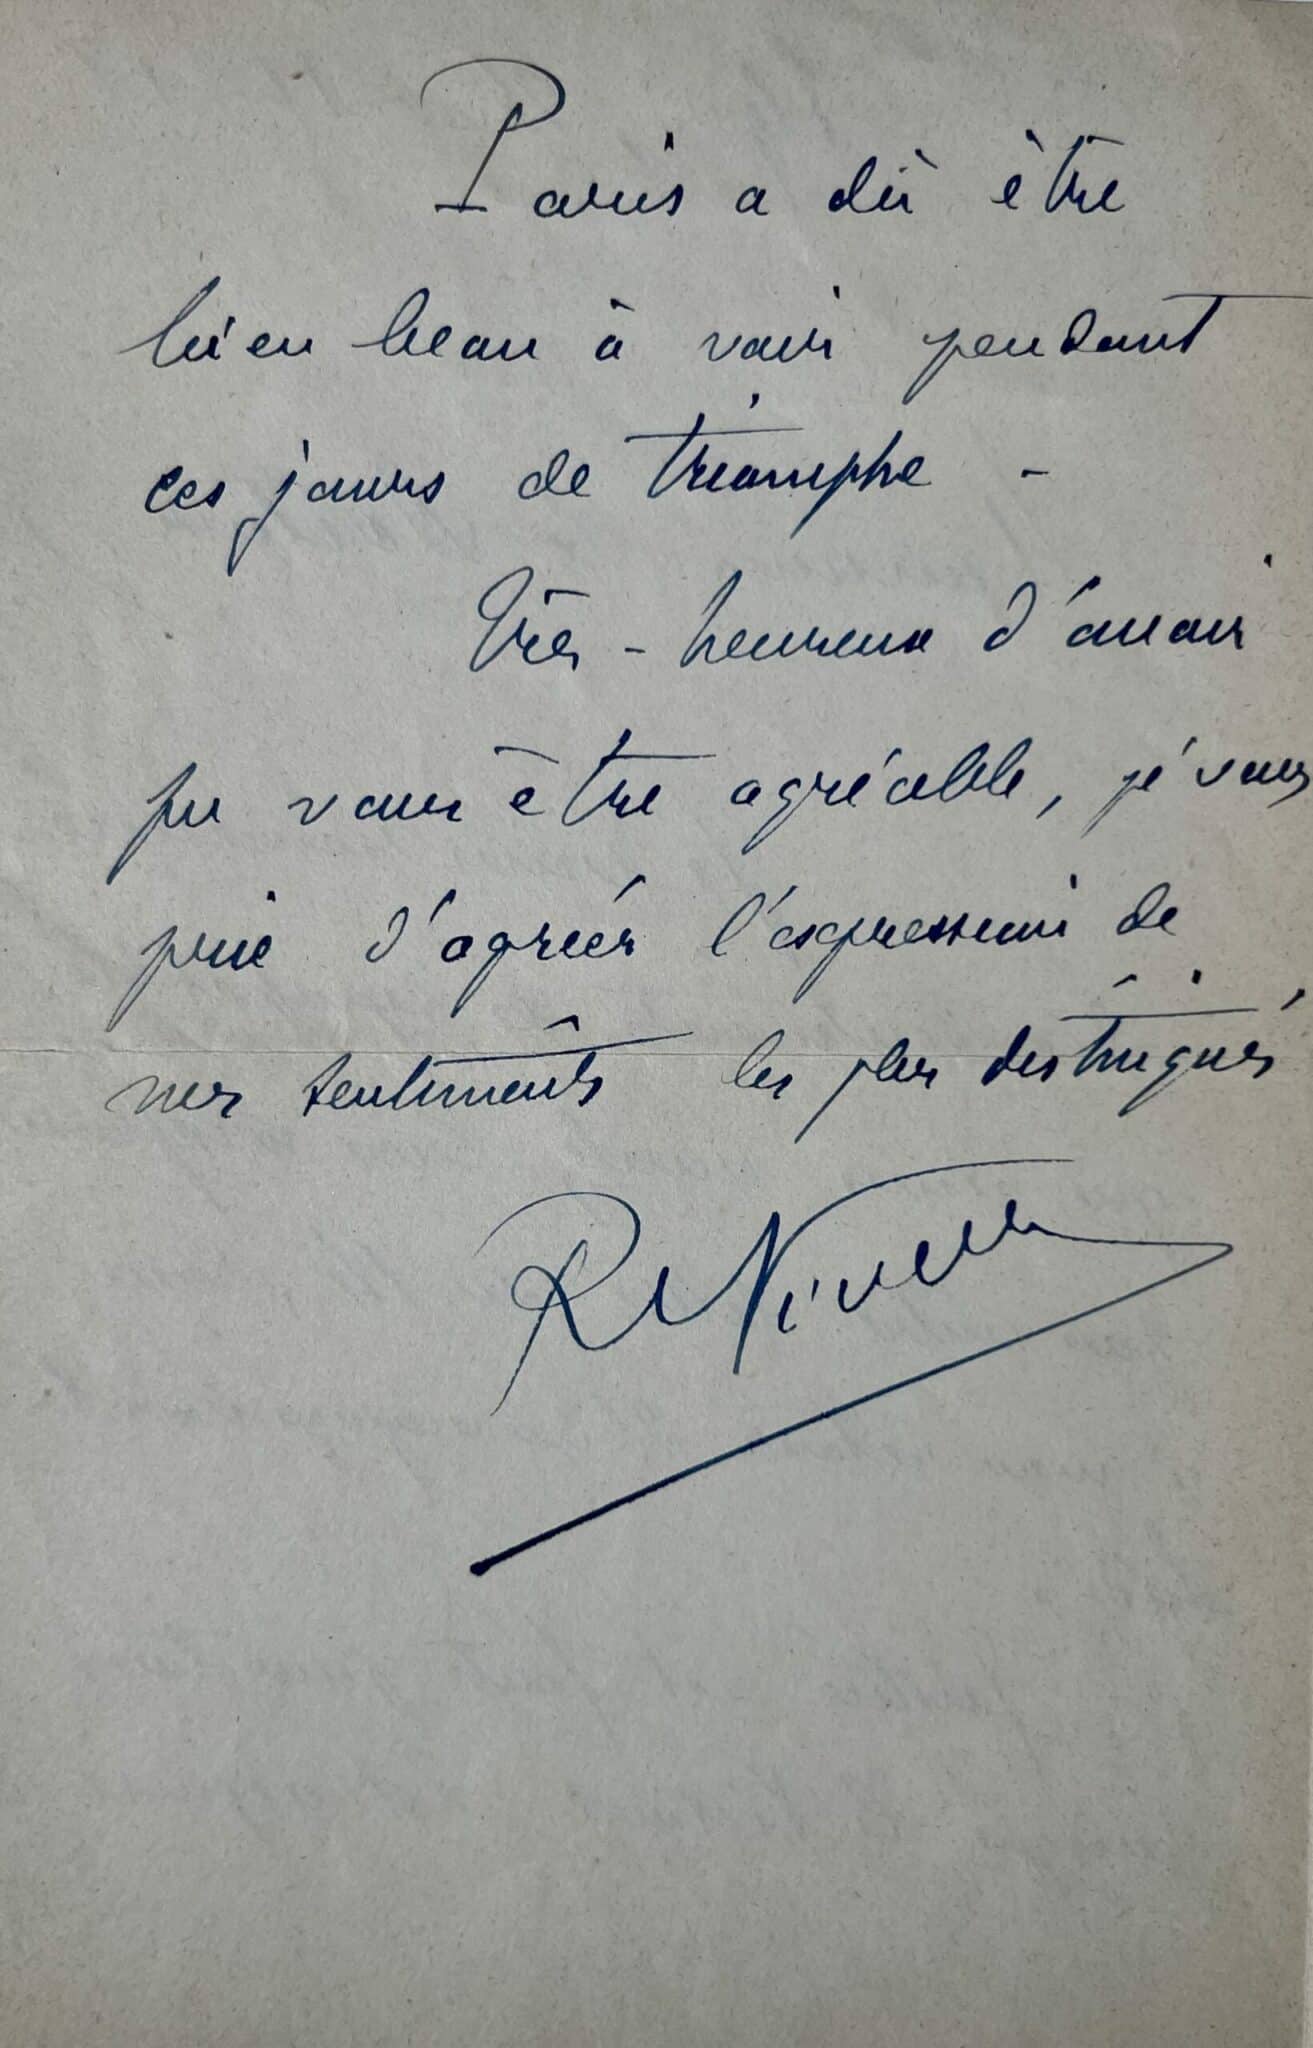 Paris a dû être
bien beau à voir pendant
ces jours de triomphe -
Très-heureux d'avoir
pu vous être agréable, je vous
prie d'agréer l'expression de
mes sentiments les plus distingués
R Nivelle